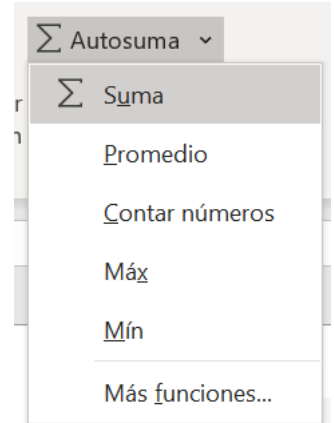 ∑ Autosuma
∑ Suma
Promedio
Contar números
Máx
Mín
Más funciones...